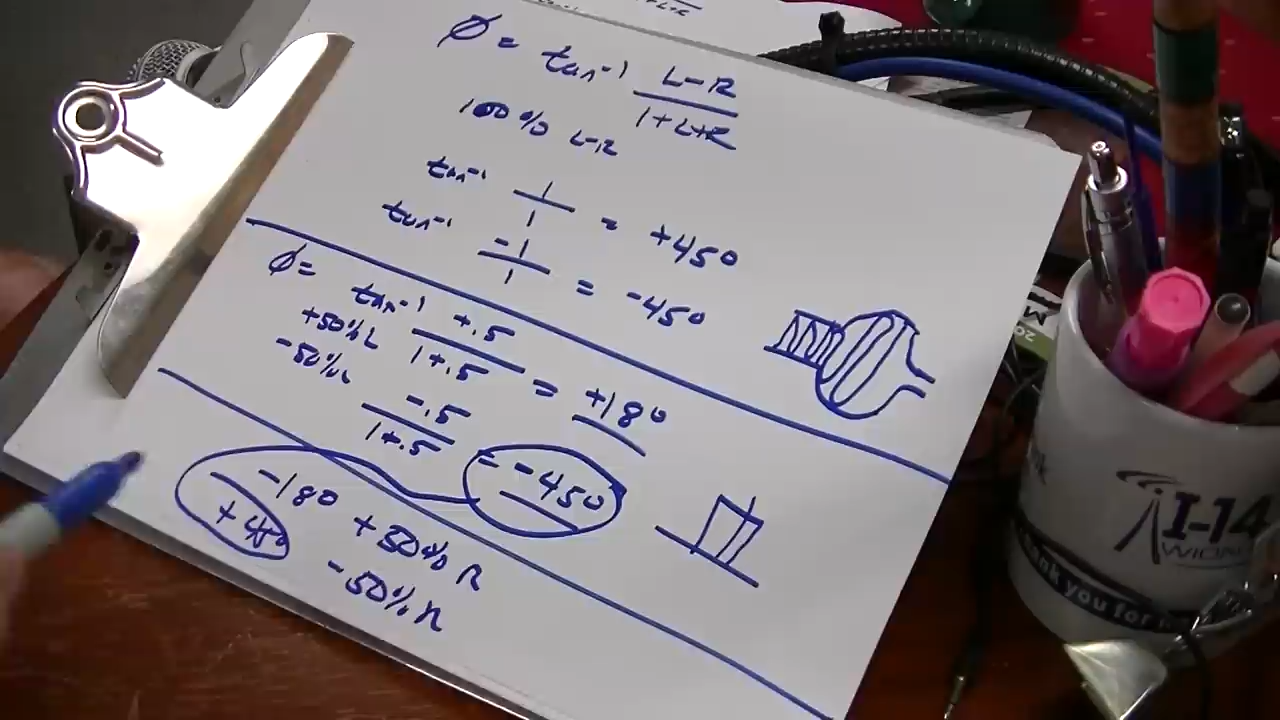 ø = tan-1 L-R / 1+L+R
100% L-R
tan-1 1/1 = +45°
tan-1 -1/1 = -45°
ø = tan-1 +.5 / 1+.5 = +18°
+50% L
-50% L
-.5 / 1+.5 = -45°
-18° +50% R
-50% R
I-14